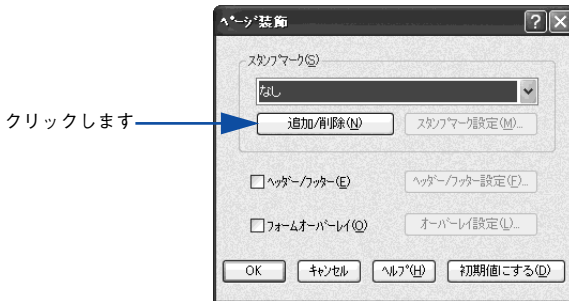 ページ装飾
スタンプマーク(S)
なし
クリックします
追加/削除(N) スタンプマーク設定(M)...
ヘッダー/フッター(E) ヘッダー/フッター設定(F)...
フォームオーバーレイ(O) オーバーレイ設定(L)...
OK キャンセル ヘルプ(H) 初期値にする(D)